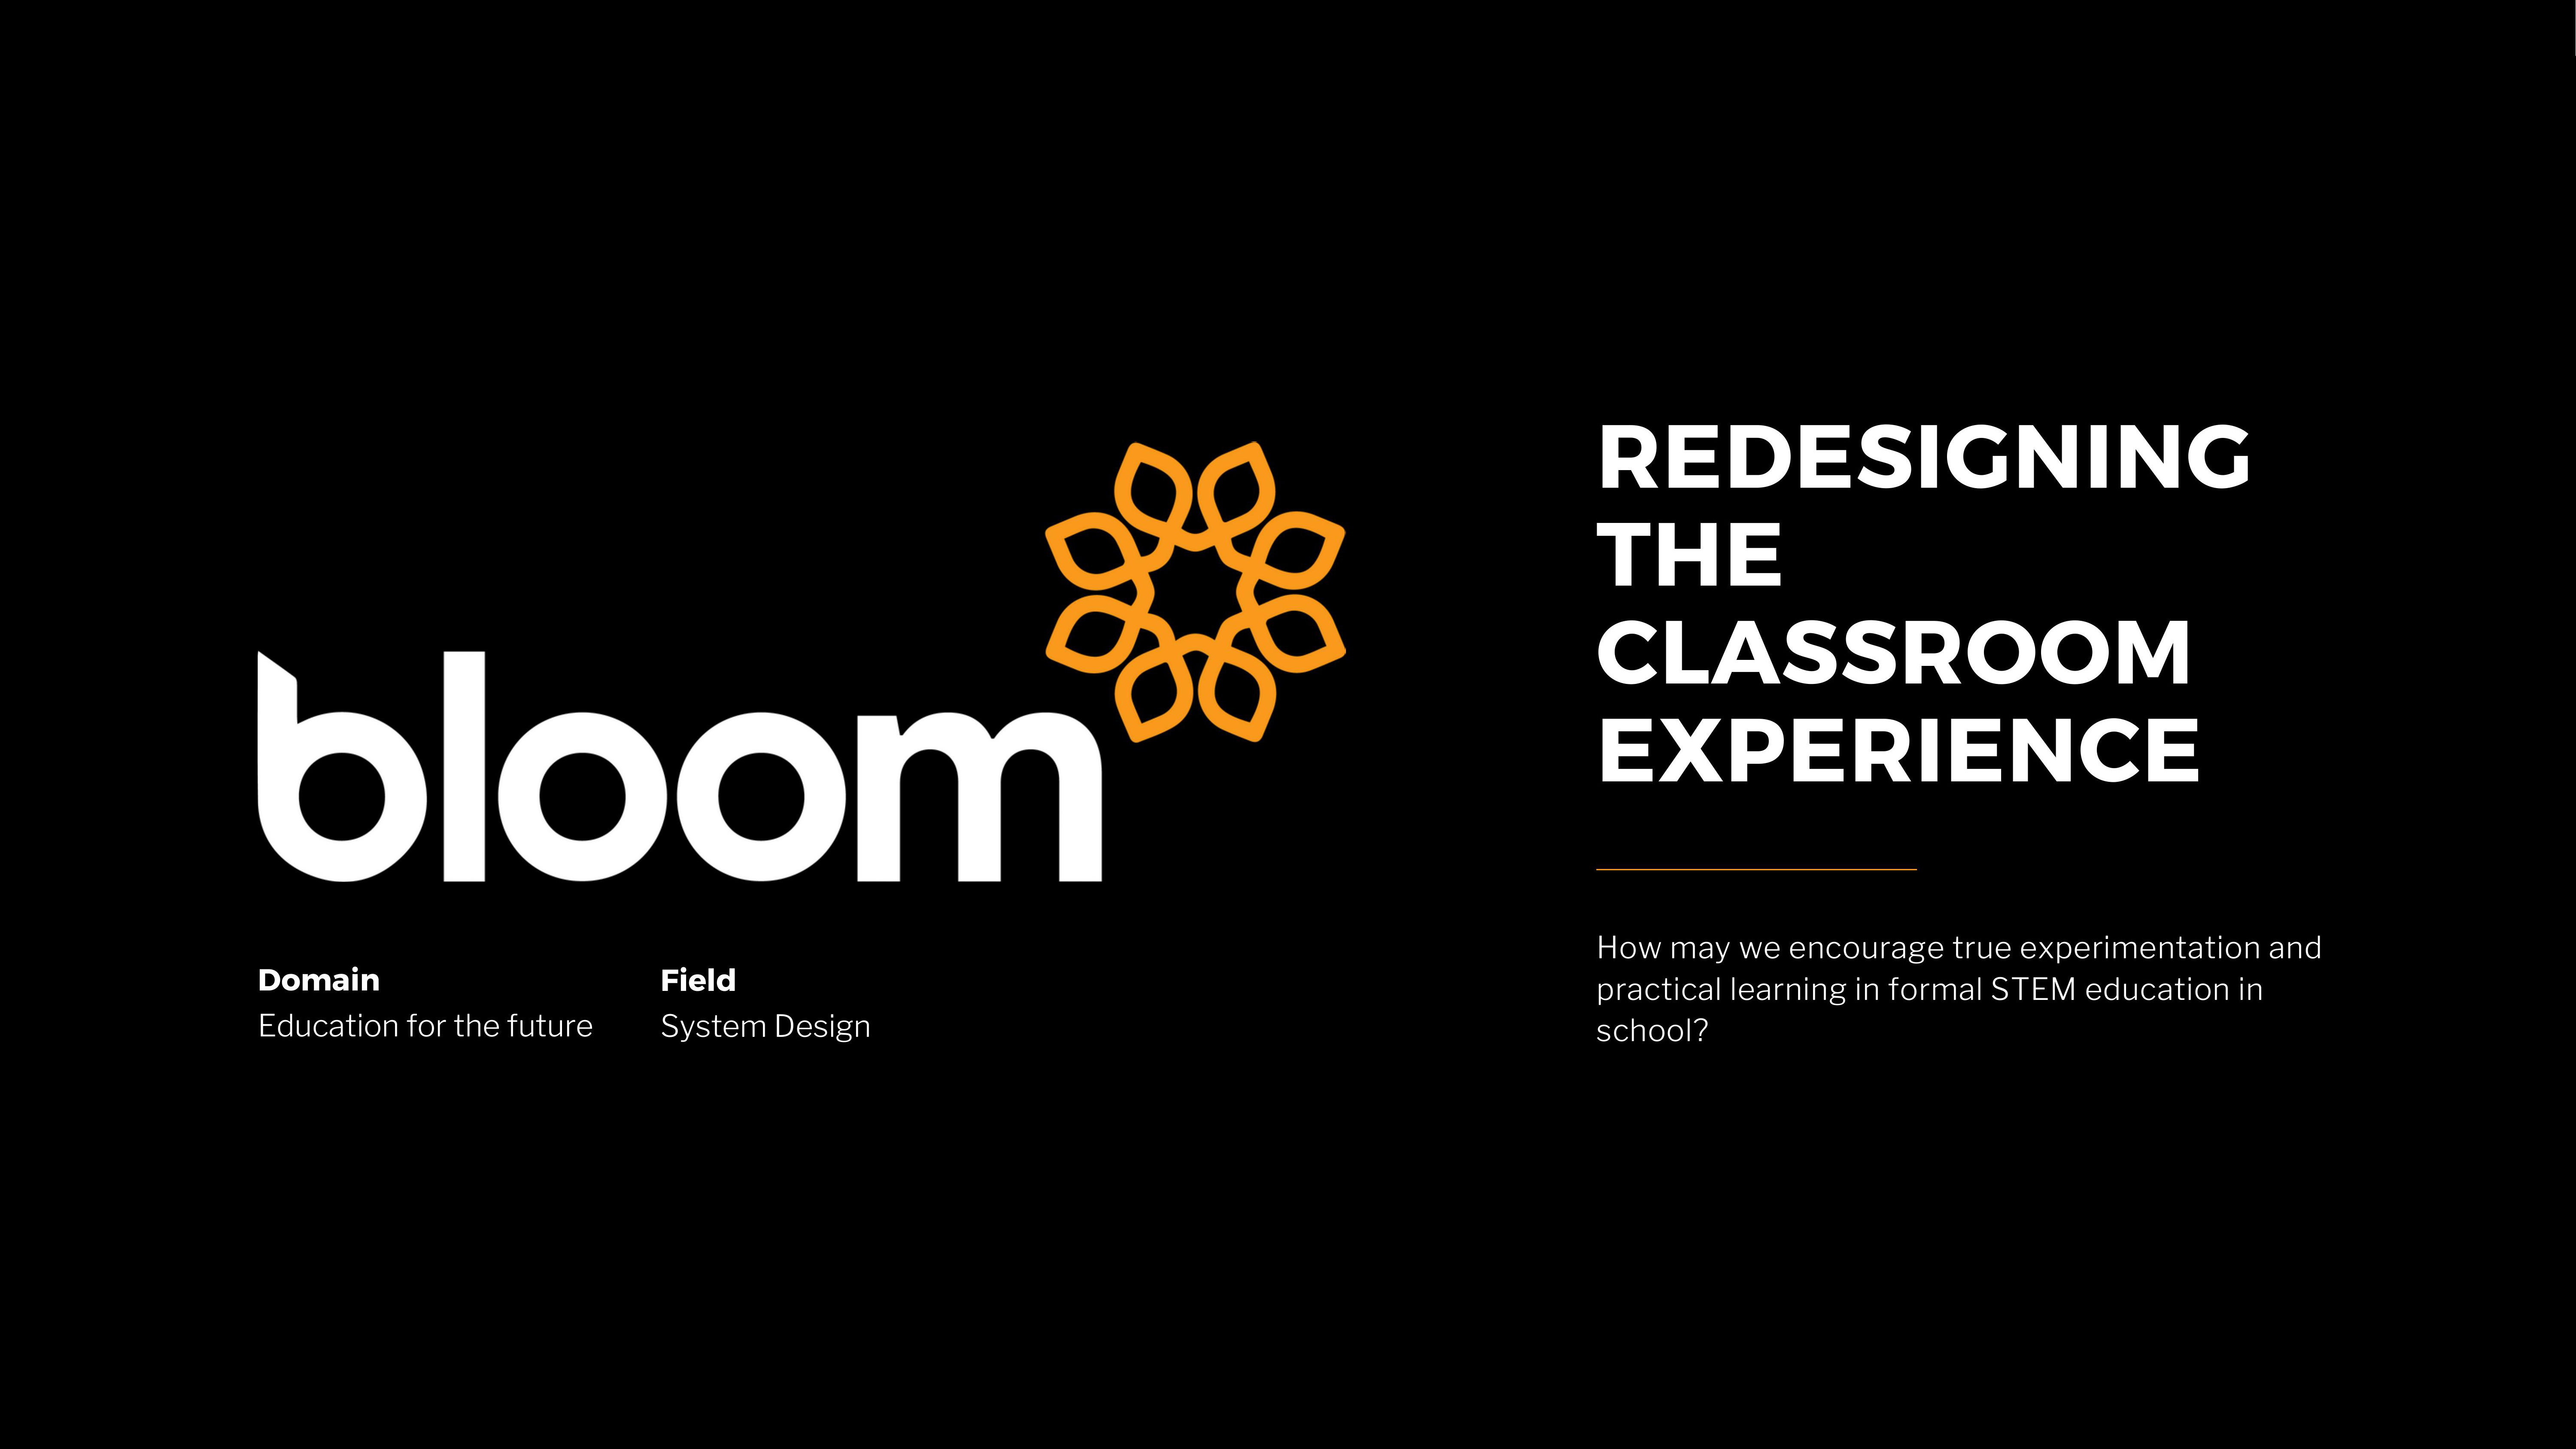 bloom
Domain
Education for the future
Field
System Design
REDESIGNING
THE
CLASSROOM
EXPERIENCE
How may we encourage true experimentation and
practical learning in formal STEM education in
school?